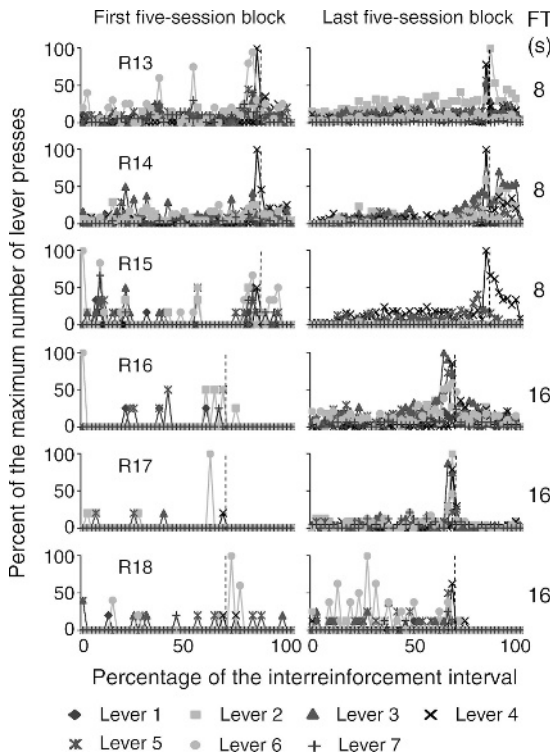 First five-session block Last five-session block FT
(s)
Percent of the maximum number of lever presses
100
50
0
R13
8
100
50
0
R14
8
100
50
0
R15
8
100
50
0
R16
16
100
50
0
R17
16
100
50
0
R18
16
0 50 100 0 50 100
Percentage of the interreinforcement interval
Lever 1 Lever 2 Lever 3 Lever 4
Lever 5 Lever 6 Lever 7